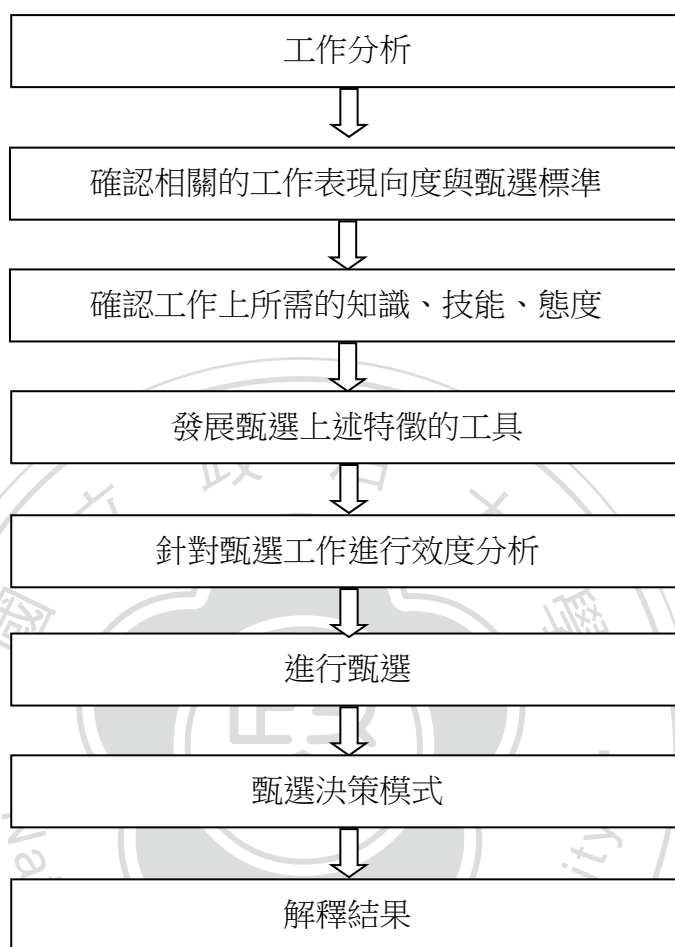 工作分析
確認相關的工作表現向度與甄選標準
確認工作上所需的知識、技能、態度
發展甄選上述特徵的工具
針對甄選工作進行效度分析
進行甄選
甄選決策模式
解釋結果